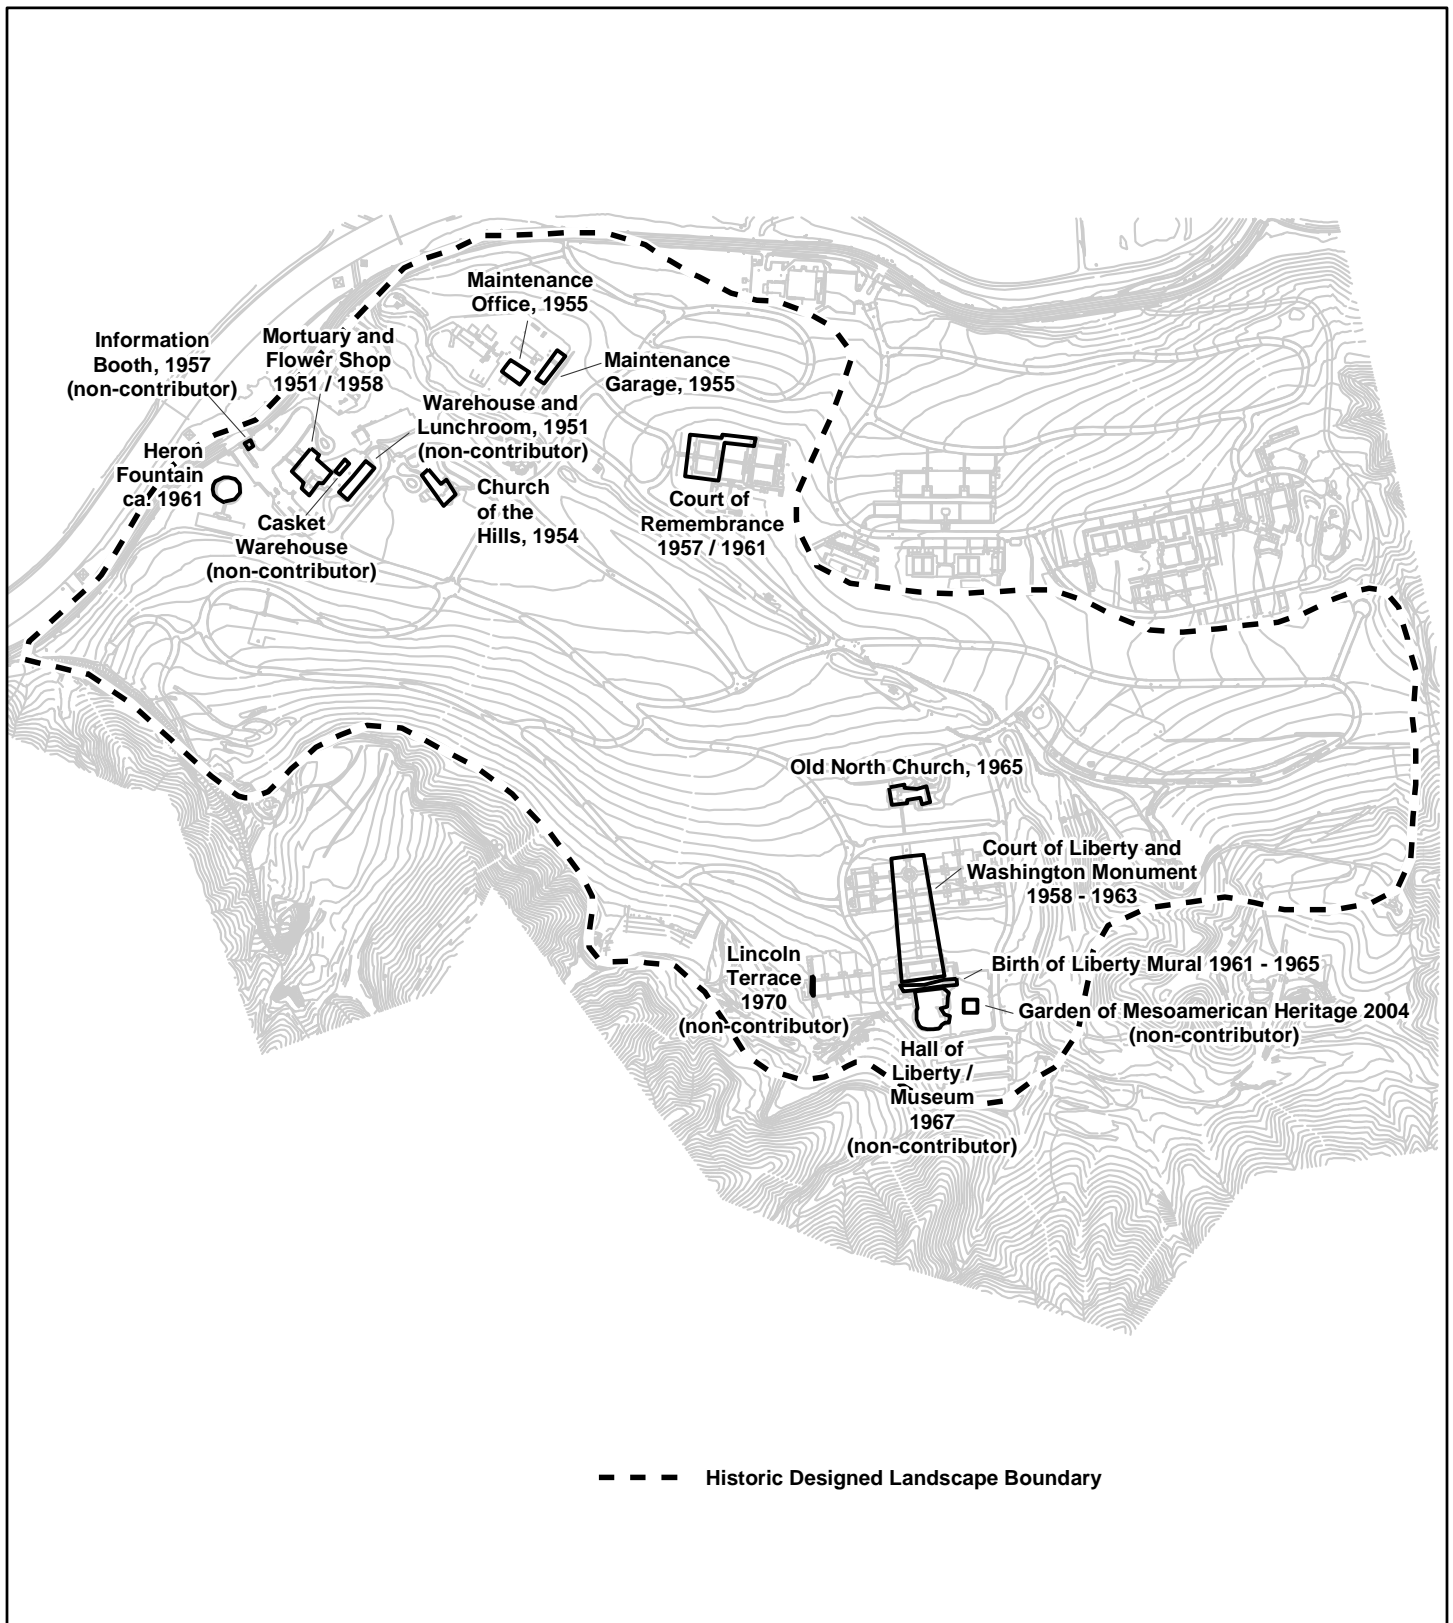 Maintenance
Office, 1955
Information
Booth, 1957
(non-contributor)
Mortuary and
Flower Shop
1951 / 1958
Maintenance
Garage, 1955
Warehouse and
Lunchroom, 1951
(non-contributor)
Heron
Fountain
ca. 1961
Casket
Warehouse
(non-contributor)
Church
of the
Hills, 1954
Court of
Remembrance
1957 / 1961
Old North Church, 1965
Court of Liberty and
Washington Monument
1958 - 1963
Lincoln
Terrace
1970
(non-contributor)
Birth of Liberty Mural 1961 - 1965
Garden of Mesoamerican Heritage 2004
(non-contributor)
Hall of
Liberty /
Museum
1967
(non-contributor)
Historic Designed Landscape Boundary